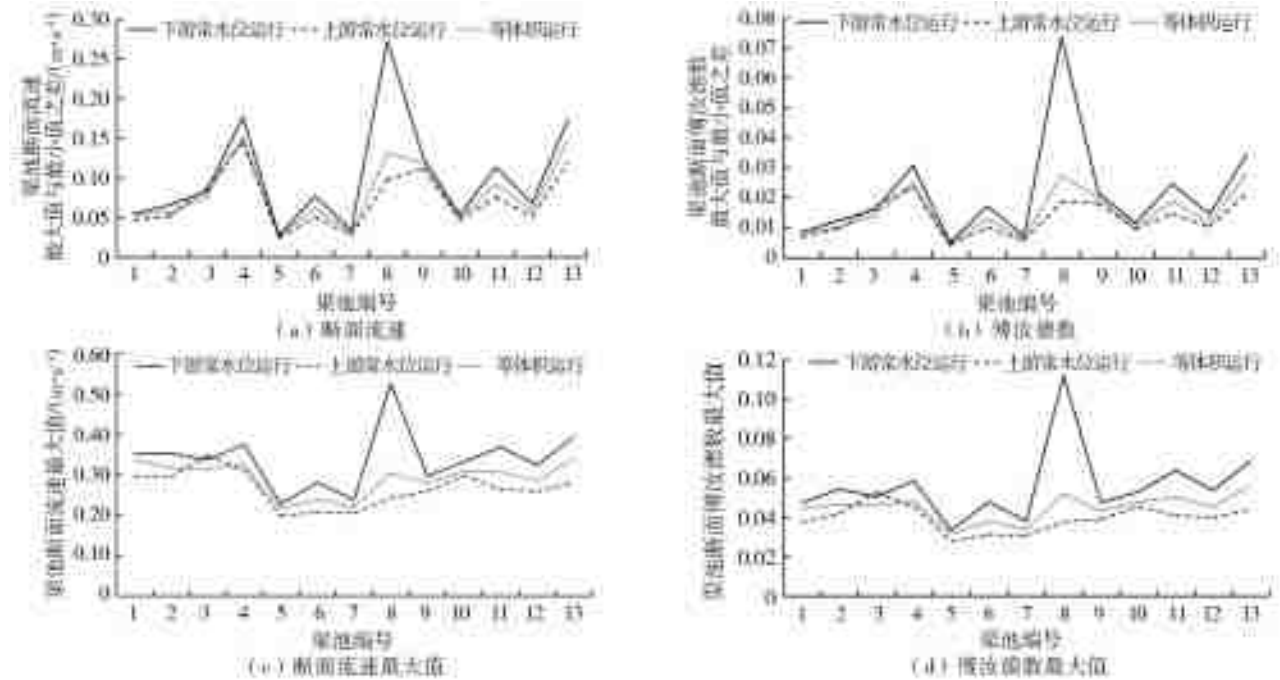 下游常水位运行 上游常水位运行 等体积运行
渠池断面流速
最大值与最小值之差/(m·s⁻¹)
0.30
0.25
0.20
0.15
0.10
0.05
0
1 2 3 4 5 6 7 8 9 10 11 12 13
渠池编号
(a)断面流速
下游常水位运行 上游常水位运行 等体积运行
渠池断面弗汝德数
最大值与最小值之差
0.08
0.07
0.06
0.05
0.04
0.03
0.02
0.01
0
1 2 3 4 5 6 7 8 9 10 11 12 13
渠池编号
(b)弗汝德数
下游常水位运行 上游常水位运行 等体积运行
渠池断面流速最大值/(m·s⁻¹)
0.60
0.50
0.40
0.30
0.20
0.10
0
1 2 3 4 5 6 7 8 9 10 11 12 13
渠池编号
(c)断面流速最大值
下游常水位运行 上游常水位运行 等体积运行
渠池断面弗汝德数最大值
0.12
0.10
0.08
0.06
0.04
0.02
0
1 2 3 4 5 6 7 8 9 10 11 12 13
渠池编号
(d)弗汝德数最大值